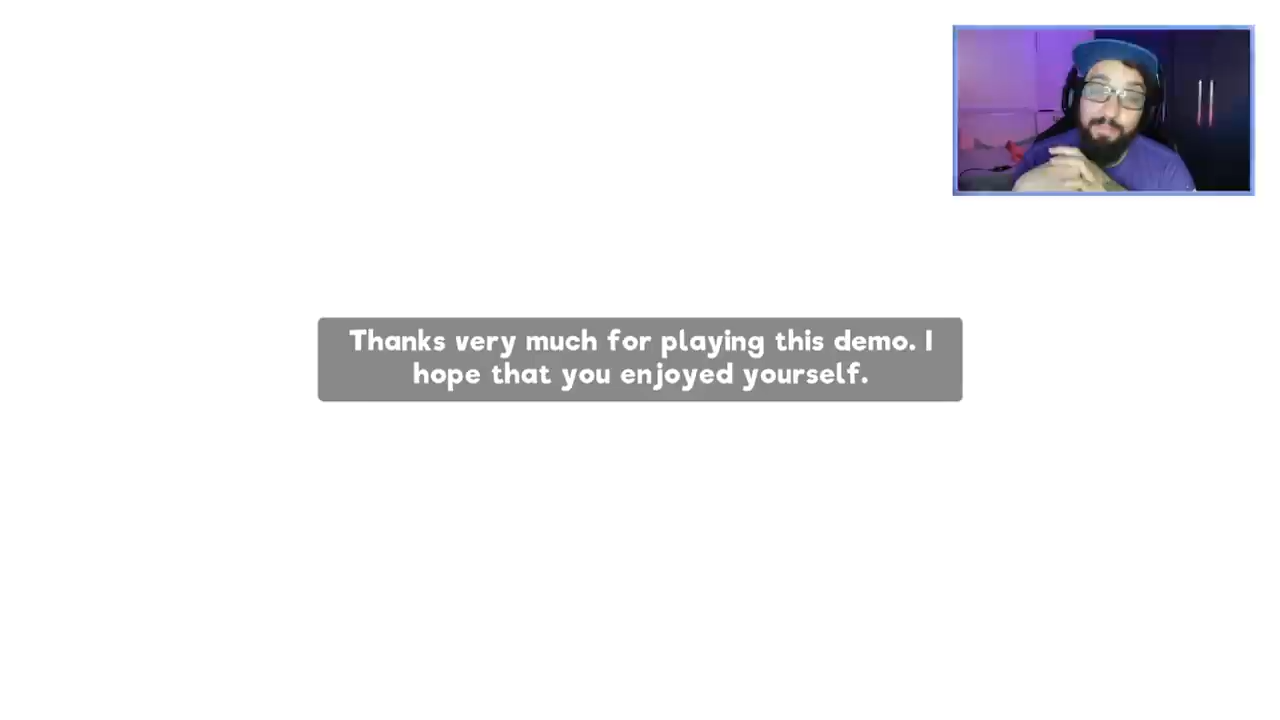 Thanks very much for playing this demo. I
hope that you enjoyed yourself.